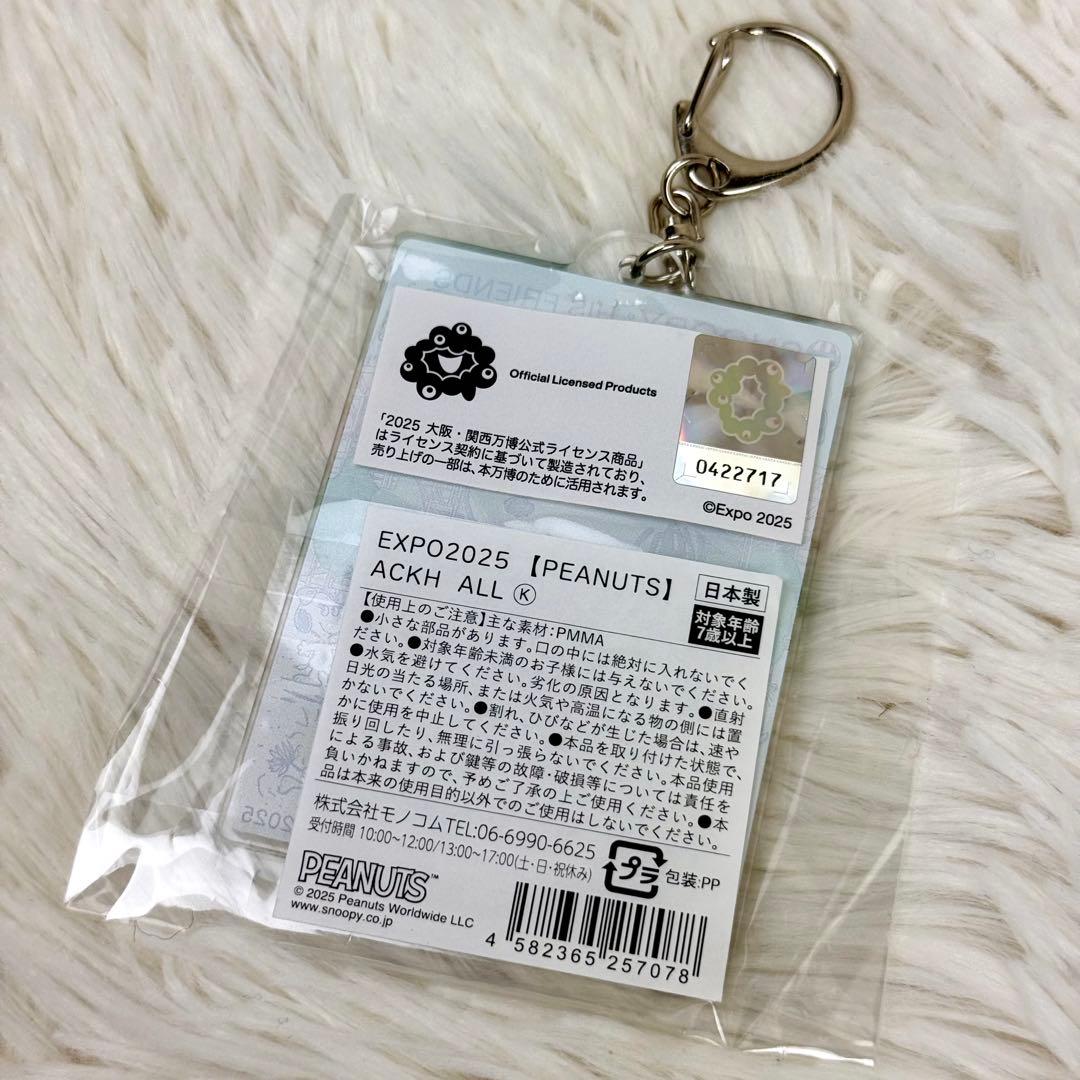 Official Licensed Products
「2025 大阪・関西万博公式ライセンス商品」
はライセンス契約に基づいて製造されており、
売り上げの一部は、本万博のために活用されます。
0422717
©Expo 2025
EXPO2025 【PEANUTS】
ACKH ALL Ⓚ
日本製
対象年齢
7歳以上
【使用上のご注意】主な素材:PMMA
●小さな部品があります。口の中には絶対に入れないでく
ださい。●対象年齢未満のお子様には与えないでください。
●水気を避けてください。劣化の原因となります。●直射
日光の当たる場所、または火気や高温になる物の側には置
かないでください。●割れ、ひびなどが生じた場合は、速や
かに使用を中止してください。●本品を取り付けた状態で、
振り回したり、無理に引っ張らないでください。本品使用
による事故、および鍵等の故障・破損等については責任を
負いかねますので、予めご了承の上ご使用ください。●本
品は本来の使用目的以外でのご使用はしないでください。
株式会社モノコムTEL:06-6990-6625
受付時間 10:00~12:00/13:00~17:00(土・日・祝休み)
プラ
包装:PP
PEANUTS™
© 2025 Peanuts Worldwide LLC
www.snoopy.co.jp
4 582365 257078